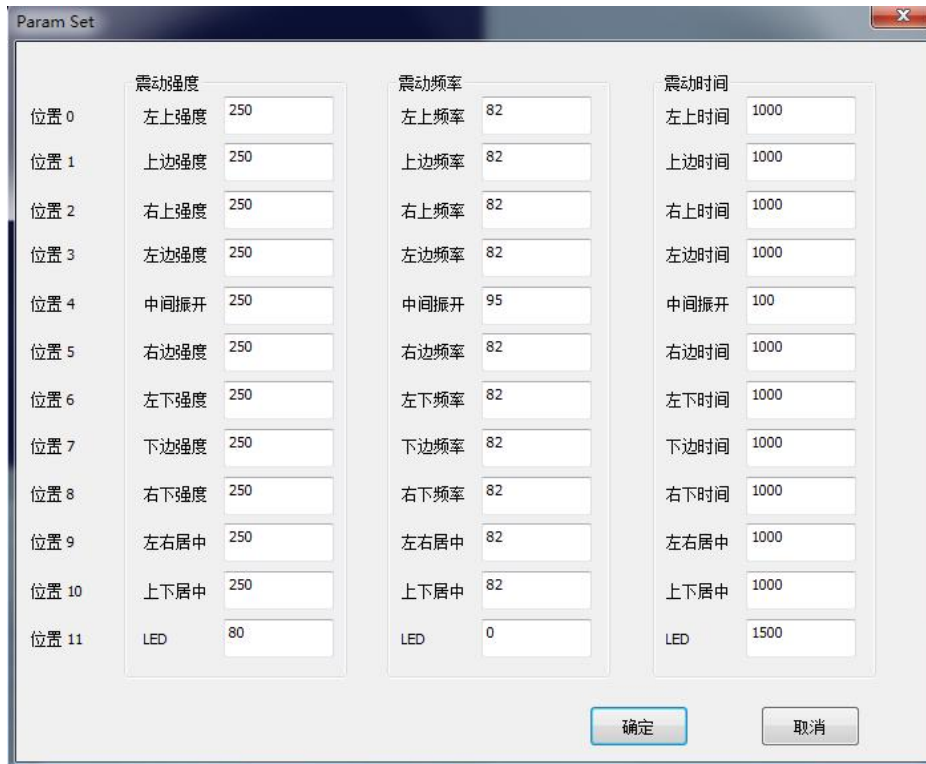 Param Set
震动强度 震动频率 震动时间
位置 0 左上强度 250 左上频率 82 左上时间 1000
位置 1 上边强度 250 上边频率 82 上边时间 1000
位置 2 右上强度 250 右上频率 82 右上时间 1000
位置 3 左边强度 250 左边频率 82 左边时间 1000
位置 4 中间振开 250 中间振开 95 中间振开 100
位置 5 右边强度 250 右边频率 82 右边时间 1000
位置 6 左下强度 250 左下频率 82 左下时间 1000
位置 7 下边强度 250 下边频率 82 下边时间 1000
位置 8 右下强度 250 右下频率 82 右下时间 1000
位置 9 左右居中 250 左右居中 82 左右居中 1000
位置 10 上下居中 250 上下居中 82 上下居中 1000
位置 11 LED 80 LED 0 LED 1500
确定 取消